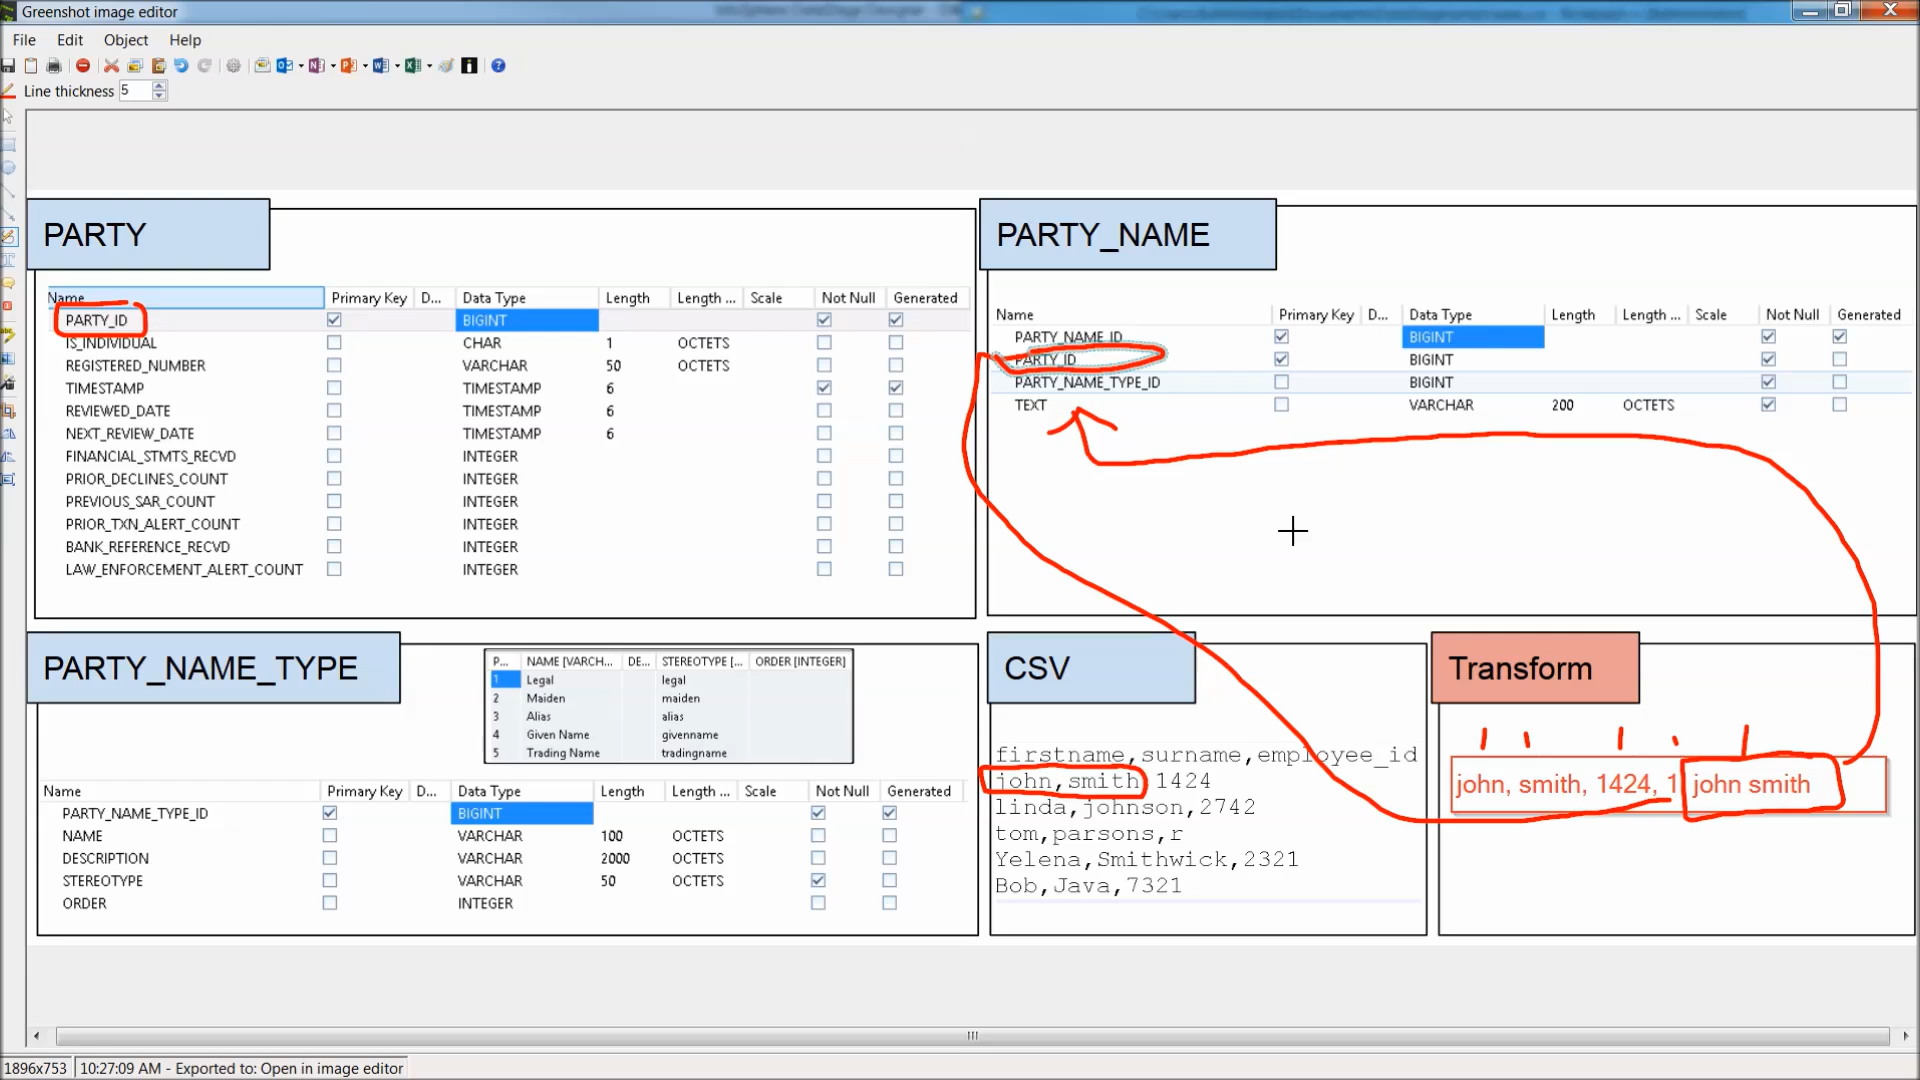 Greenshot image editor
File Edit Object Help
Line thickness 5
PARTY
Name Primary Key D... Data Type Length Length ... Scale Not Null Generated
PARTY_ID BIGINT
IS_INDIVIDUAL CHAR 1 OCTETS
REGISTERED_NUMBER VARCHAR 50 OCTETS
TIMESTAMP TIMESTAMP 6
REVIEWED_DATE TIMESTAMP 6
NEXT_REVIEW_DATE TIMESTAMP 6
FINANCIAL_STMTS_RECVD INTEGER
PRIOR_DECLINES_COUNT INTEGER
PREVIOUS_SAR_COUNT INTEGER
PRIOR_TXN_ALERT_COUNT INTEGER
BANK_REFERENCE_RECVD INTEGER
LAW_ENFORCEMENT_ALERT_COUNT INTEGER
PARTY_NAME
Name Primary Key D... Data Type Length Length ... Scale Not Null Generated
PARTY_NAME_ID BIGINT
PARTY_ID BIGINT
PARTY_NAME_TYPE_ID BIGINT
TEXT VARCHAR 200 OCTETS
PARTY_NAME_TYPE
P... NAME [VARCH... DE... STEREOTYPE [... ORDER [INTEGER]
1 Legal legal
2 Maiden maiden
3 Alias alias
4 Given Name givenname
5 Trading Name tradingname
Name Primary Key D... Data Type Length Length ... Scale Not Null Generated
PARTY_NAME_TYPE_ID BIGINT
NAME VARCHAR 100 OCTETS
DESCRIPTION VARCHAR 2000 OCTETS
STEREOTYPE VARCHAR 50 OCTETS
ORDER INTEGER
CSV
firstname,surname,employee_id
john,smith 1424
linda,johnson,2742
tom,parsons,r
Yelena,Smithwick,2321
Bob,Java,7321
Transform
john, smith, 1424, 1 john smith
1896x753 10:27:09 AM - Exported to: Open in image editor